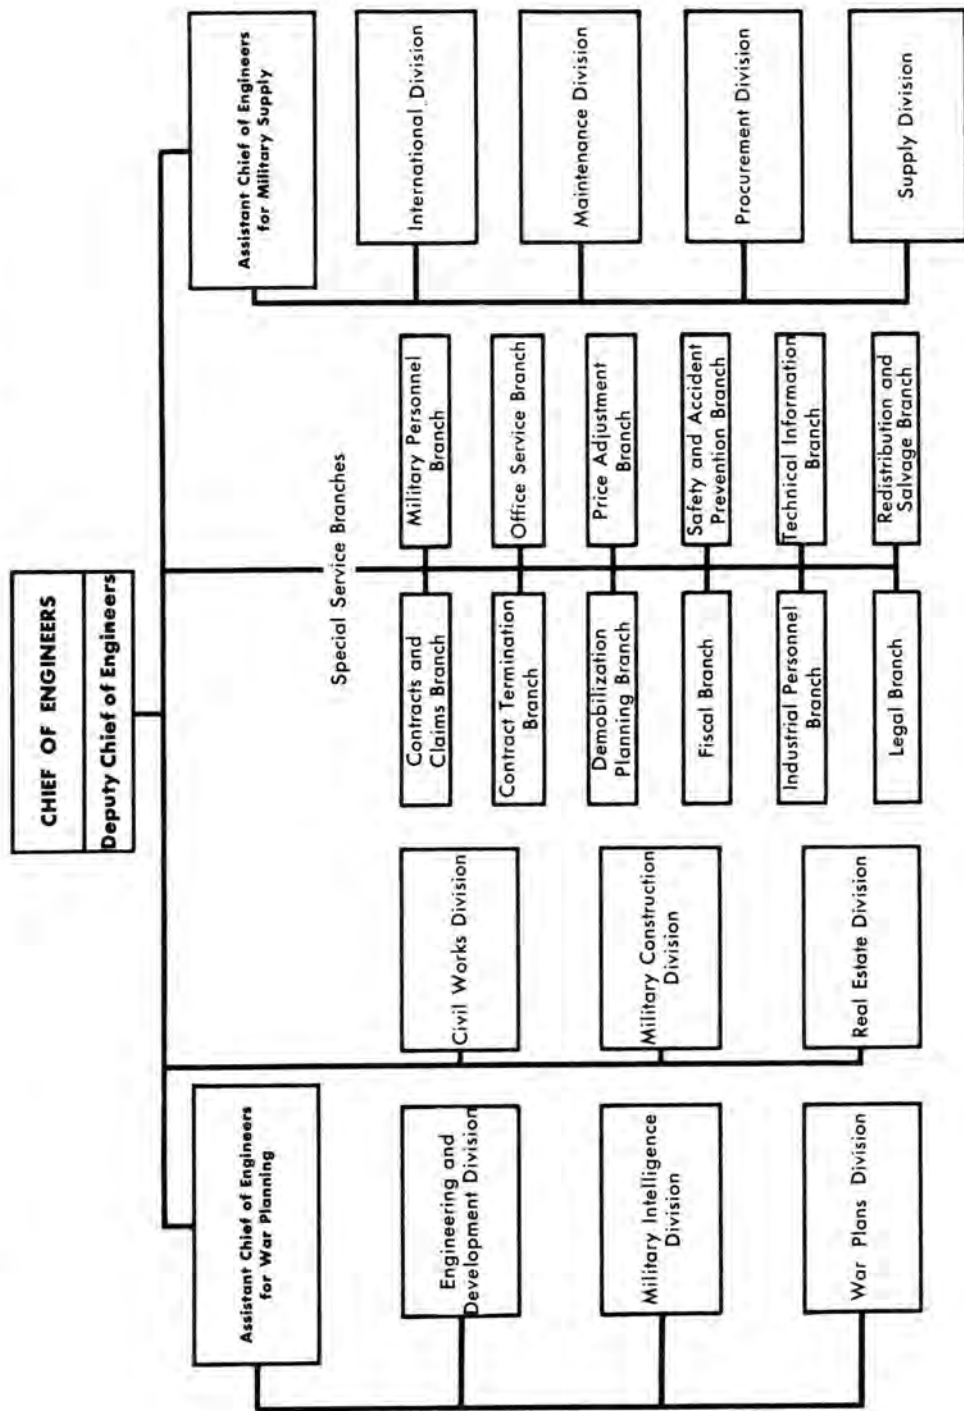 CHIEF OF ENGINEERS
Deputy Chief of Engineers
Assistant Chief of Engineers
for War Planning
Engineering and
Development Division
Military Intelligence
Division
War Plans Division
Civil Works Division
Military Construction
Division
Real Estate Division
Special Service Branches
Contracts and
Claims Branch
Contract Termination
Branch
Demobilization
Planning Branch
Fiscal Branch
Industrial Personnel
Branch
Legal Branch
Military Personnel
Branch
Office Service Branch
Price Adjustment
Branch
Safety and Accident
Prevention Branch
Technical Information
Branch
Redistribution and
Salvage Branch
Assistant Chief of Engineers
for Military Supply
International Division
Maintenance Division
Procurement Division
Supply Division